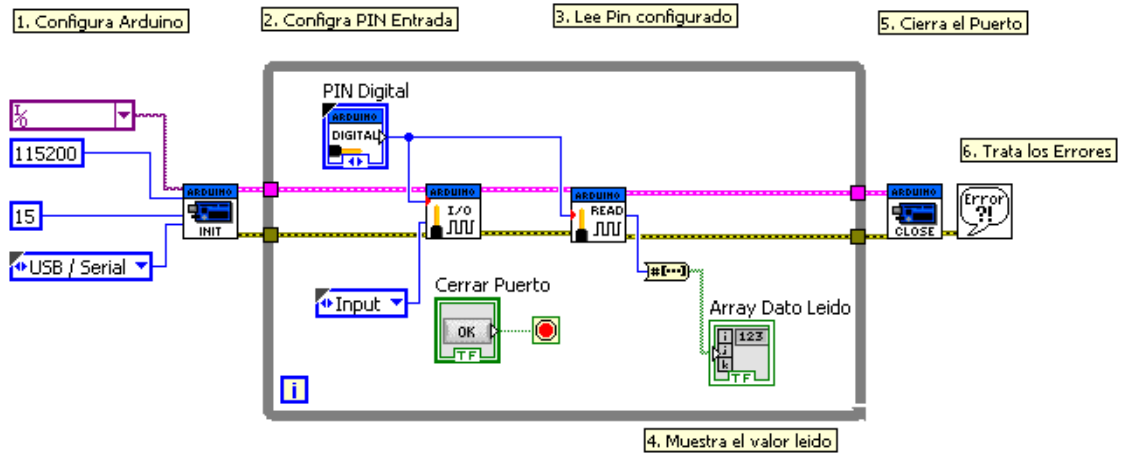 1. Configura Arduino
2. Configra PIN Entrada
3. Lee Pin configurado
5. Cierra el Puerto
PIN Digital
ARDUINO
DIGITAL
I/O
115200
6. Trata los Errores
ARDUINO
INIT
ARDUINO
I/O
ARDUINO
READ
ARDUINO
CLOSE
Error
?!
15
USB / Serial
#[...]
Input
Cerrar Puerto
OK
TF
Array Dato Leido
i
j
k
123
TF
i
4. Muestra el valor leido